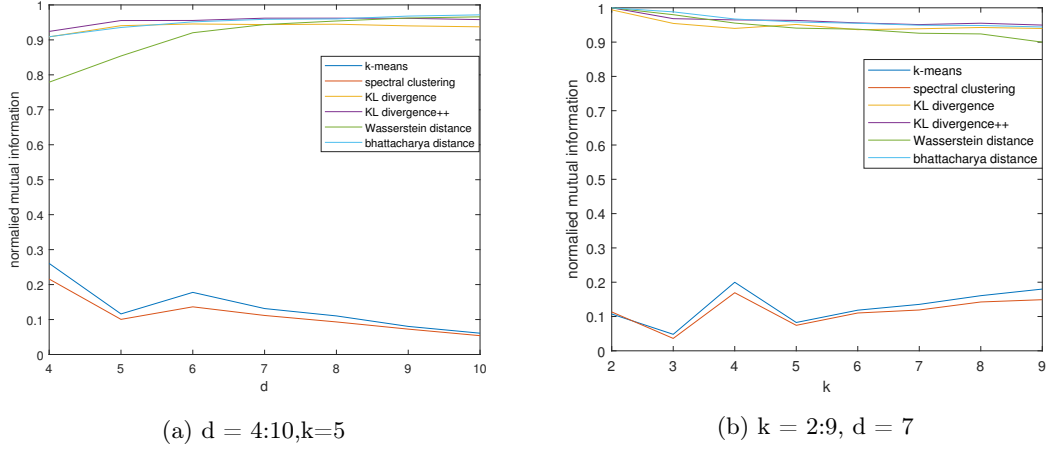 1
0.9
0.8
0.7
0.6
0.5
0.4
0.3
0.2
0.1
0
normalied mutual information
4 5 6 7 8 9 10
d
k-means
spectral clustering
KL divergence
KL divergence++
Wasserstein distance
bhattacharya distance
(a) d = 4:10,k=5
1
0.9
0.8
0.7
0.6
0.5
0.4
0.3
0.2
0.1
0
normalied mutual information
2 3 4 5 6 7 8 9
k
k-means
spectral clustering
KL divergence
KL divergence++
Wasserstein distance
bhattacharya distance
(b) k = 2:9, d = 7